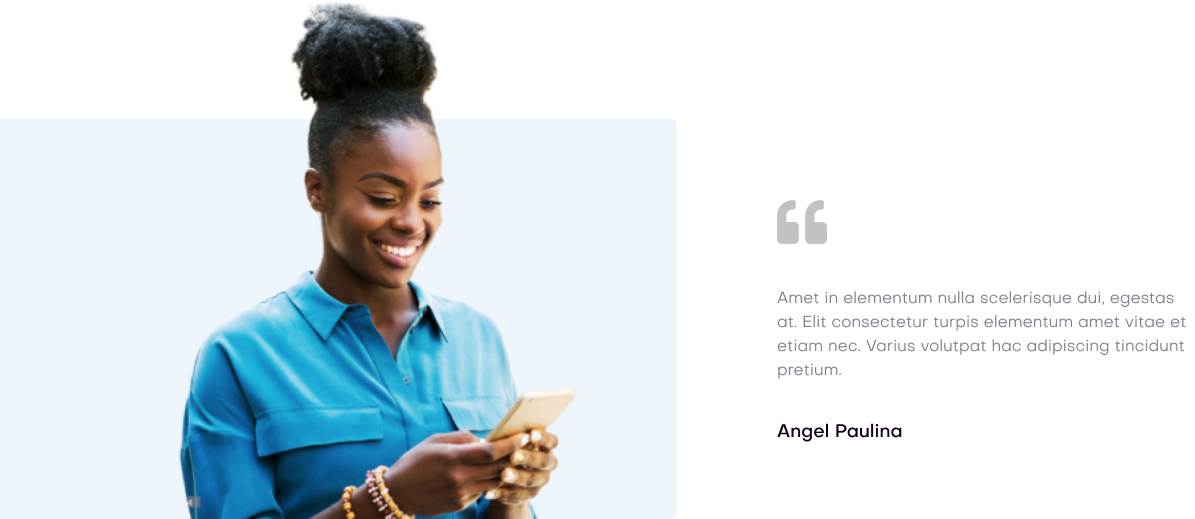 Amet in elementum nulla scelerisque dui, egestas
at. Elit consectetur turpis elementum amet vitae et
etiam nec. Varius volutpat hac adipiscing tincidunt
pretium.
Angel Paulina